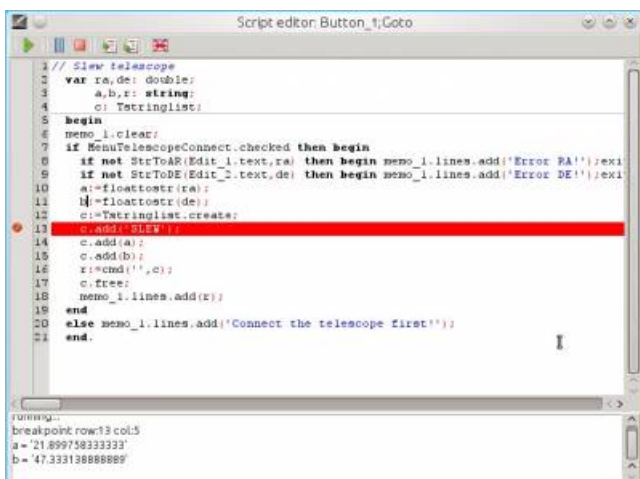 Script editor: Button_1;Goto
1 // Slew telescope
2 var ra,de: double;
3 a,b,r: string;
4 c: Tstringlist;
5 begin
6 memo_1.clear;
7 if MenuTelescopeConnect.checked then begin
8 if not StrToAR(Edit_1.text,ra) then begin memo_1.lines.add('Error RA!');exi
9 if not StrToDE(Edit_2.text,de) then begin memo_1.lines.add('Error DE!');exi
10 a:=floattostr(ra);
11 b:=floattostr(de);
12 c:=Tstringlist.create;
13 c.add('SLEW');
14 c.add(a);
15 c.add(b);
16 r:=cmd('',c);
17 c.free;
18 memo_1.lines.add(r);
19 end
20 else memo_1.lines.add('Connect the telescope first!');
21 end.
running...
breakpoint row:13 col:5
a = '21.899758333333'
b = '47.333138888889'